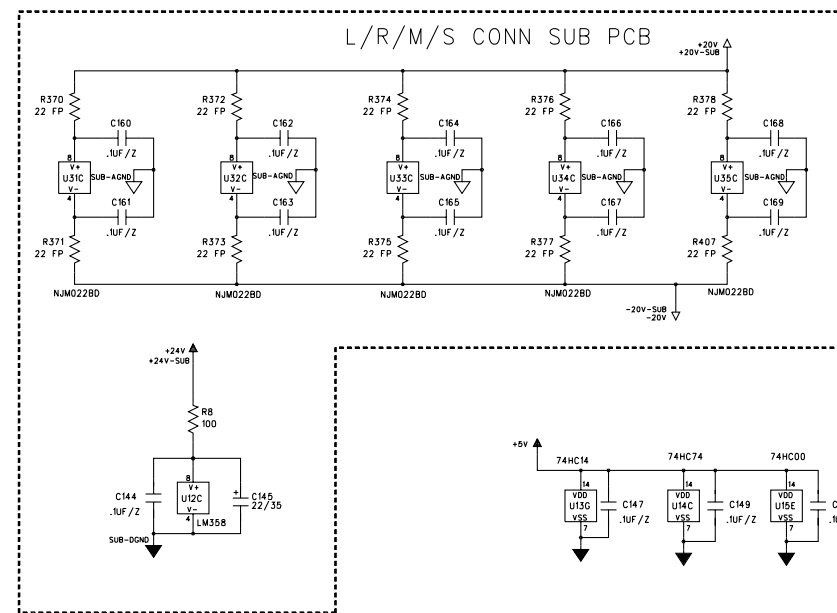 L/R/M/S CONN SUB PCB
+20V
+20V-SUB
R370
22 FP
R372
22 FP
R374
22 FP
R376
22 FP
R378
22 FP
C160
.1UF/Z
C162
.1UF/Z
C164
.1UF/Z
C166
.1UF/Z
C168
.1UF/Z
8
V+
U31C
V-
4
SUB-AGND
8
V+
U32C
V-
4
SUB-AGND
8
V+
U33C
V-
4
SUB-AGND
8
V+
U34C
V-
4
SUB-AGND
8
V+
U35C
V-
4
SUB-AGND
C161
.1UF/Z
C163
.1UF/Z
C165
.1UF/Z
C167
.1UF/Z
C169
.1UF/Z
R371
22 FP
R373
22 FP
R375
22 FP
R377
22 FP
R407
22 FP
NJM022BD
NJM022BD
NJM022BD
NJM022BD
NJM022BD
-20V-SUB
-20V
+24V
+24V-SUB
R8
100
C144
.1UF/Z
8
V+
U12C
V-
4
LM358
C145
22/35
+
SUB-DGND
+5V
74HC14
74HC74
74HC00
14
VDD
U13G
VSS
7
C147
.1UF/Z
14
VDD
U14C
VSS
7
C149
.1UF/Z
14
VDD
U15E
VSS
7